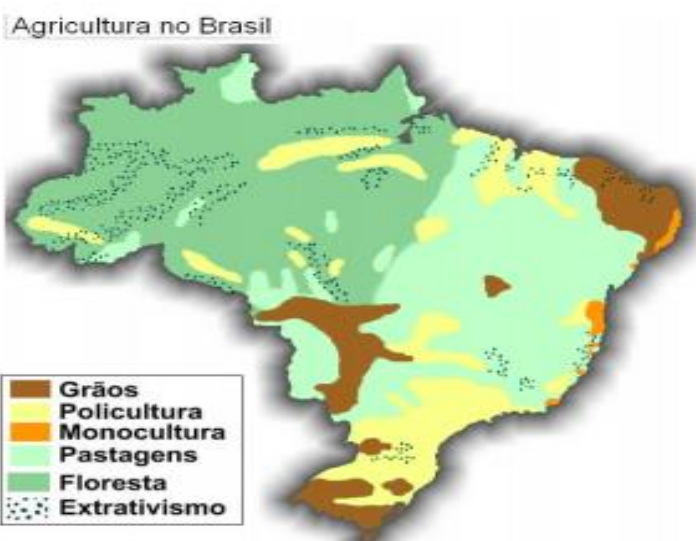 Agricultura no Brasil
Grãos
Policultura
Monocultura
Pastagens
Floresta
Extrativismo